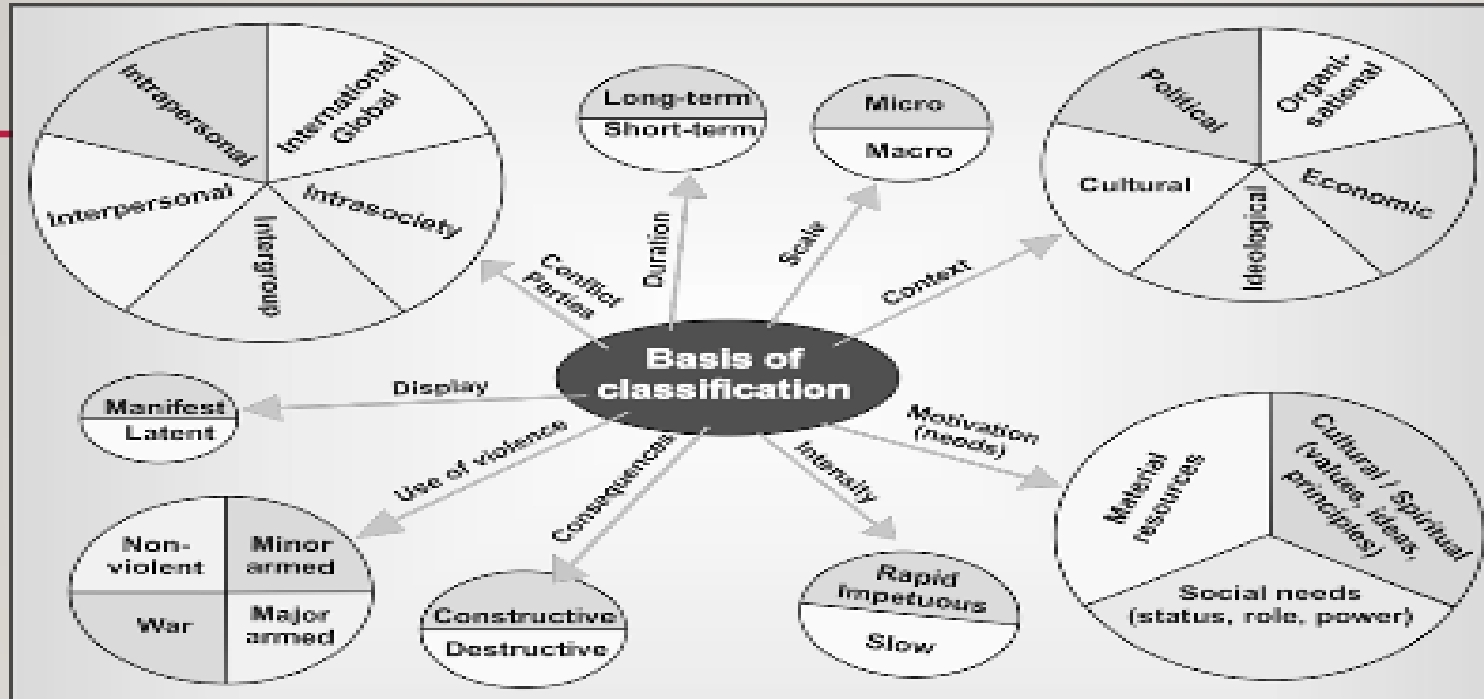 Intrapersonal
International
Global
Interpersonal
Intrasociety
Intergroup
Long-term
Short-term
Micro
Macro
Political
Organi-
sational
Cultural
Economic
Ideological
Conflict
Parties
Duration
Scale
Context
Basis of
classification
Display
Manifest
Latent
Use of violence
Non-
violent
Minor
armed
War
Major
armed
Consequences
Constructive
Destructive
Intensity
Rapid
Impetuous
Slow
Motivation
(needs)
Material
resources
Cultural / Spiritual
(values, ideas,
principles)
Social needs
(status, role, power)